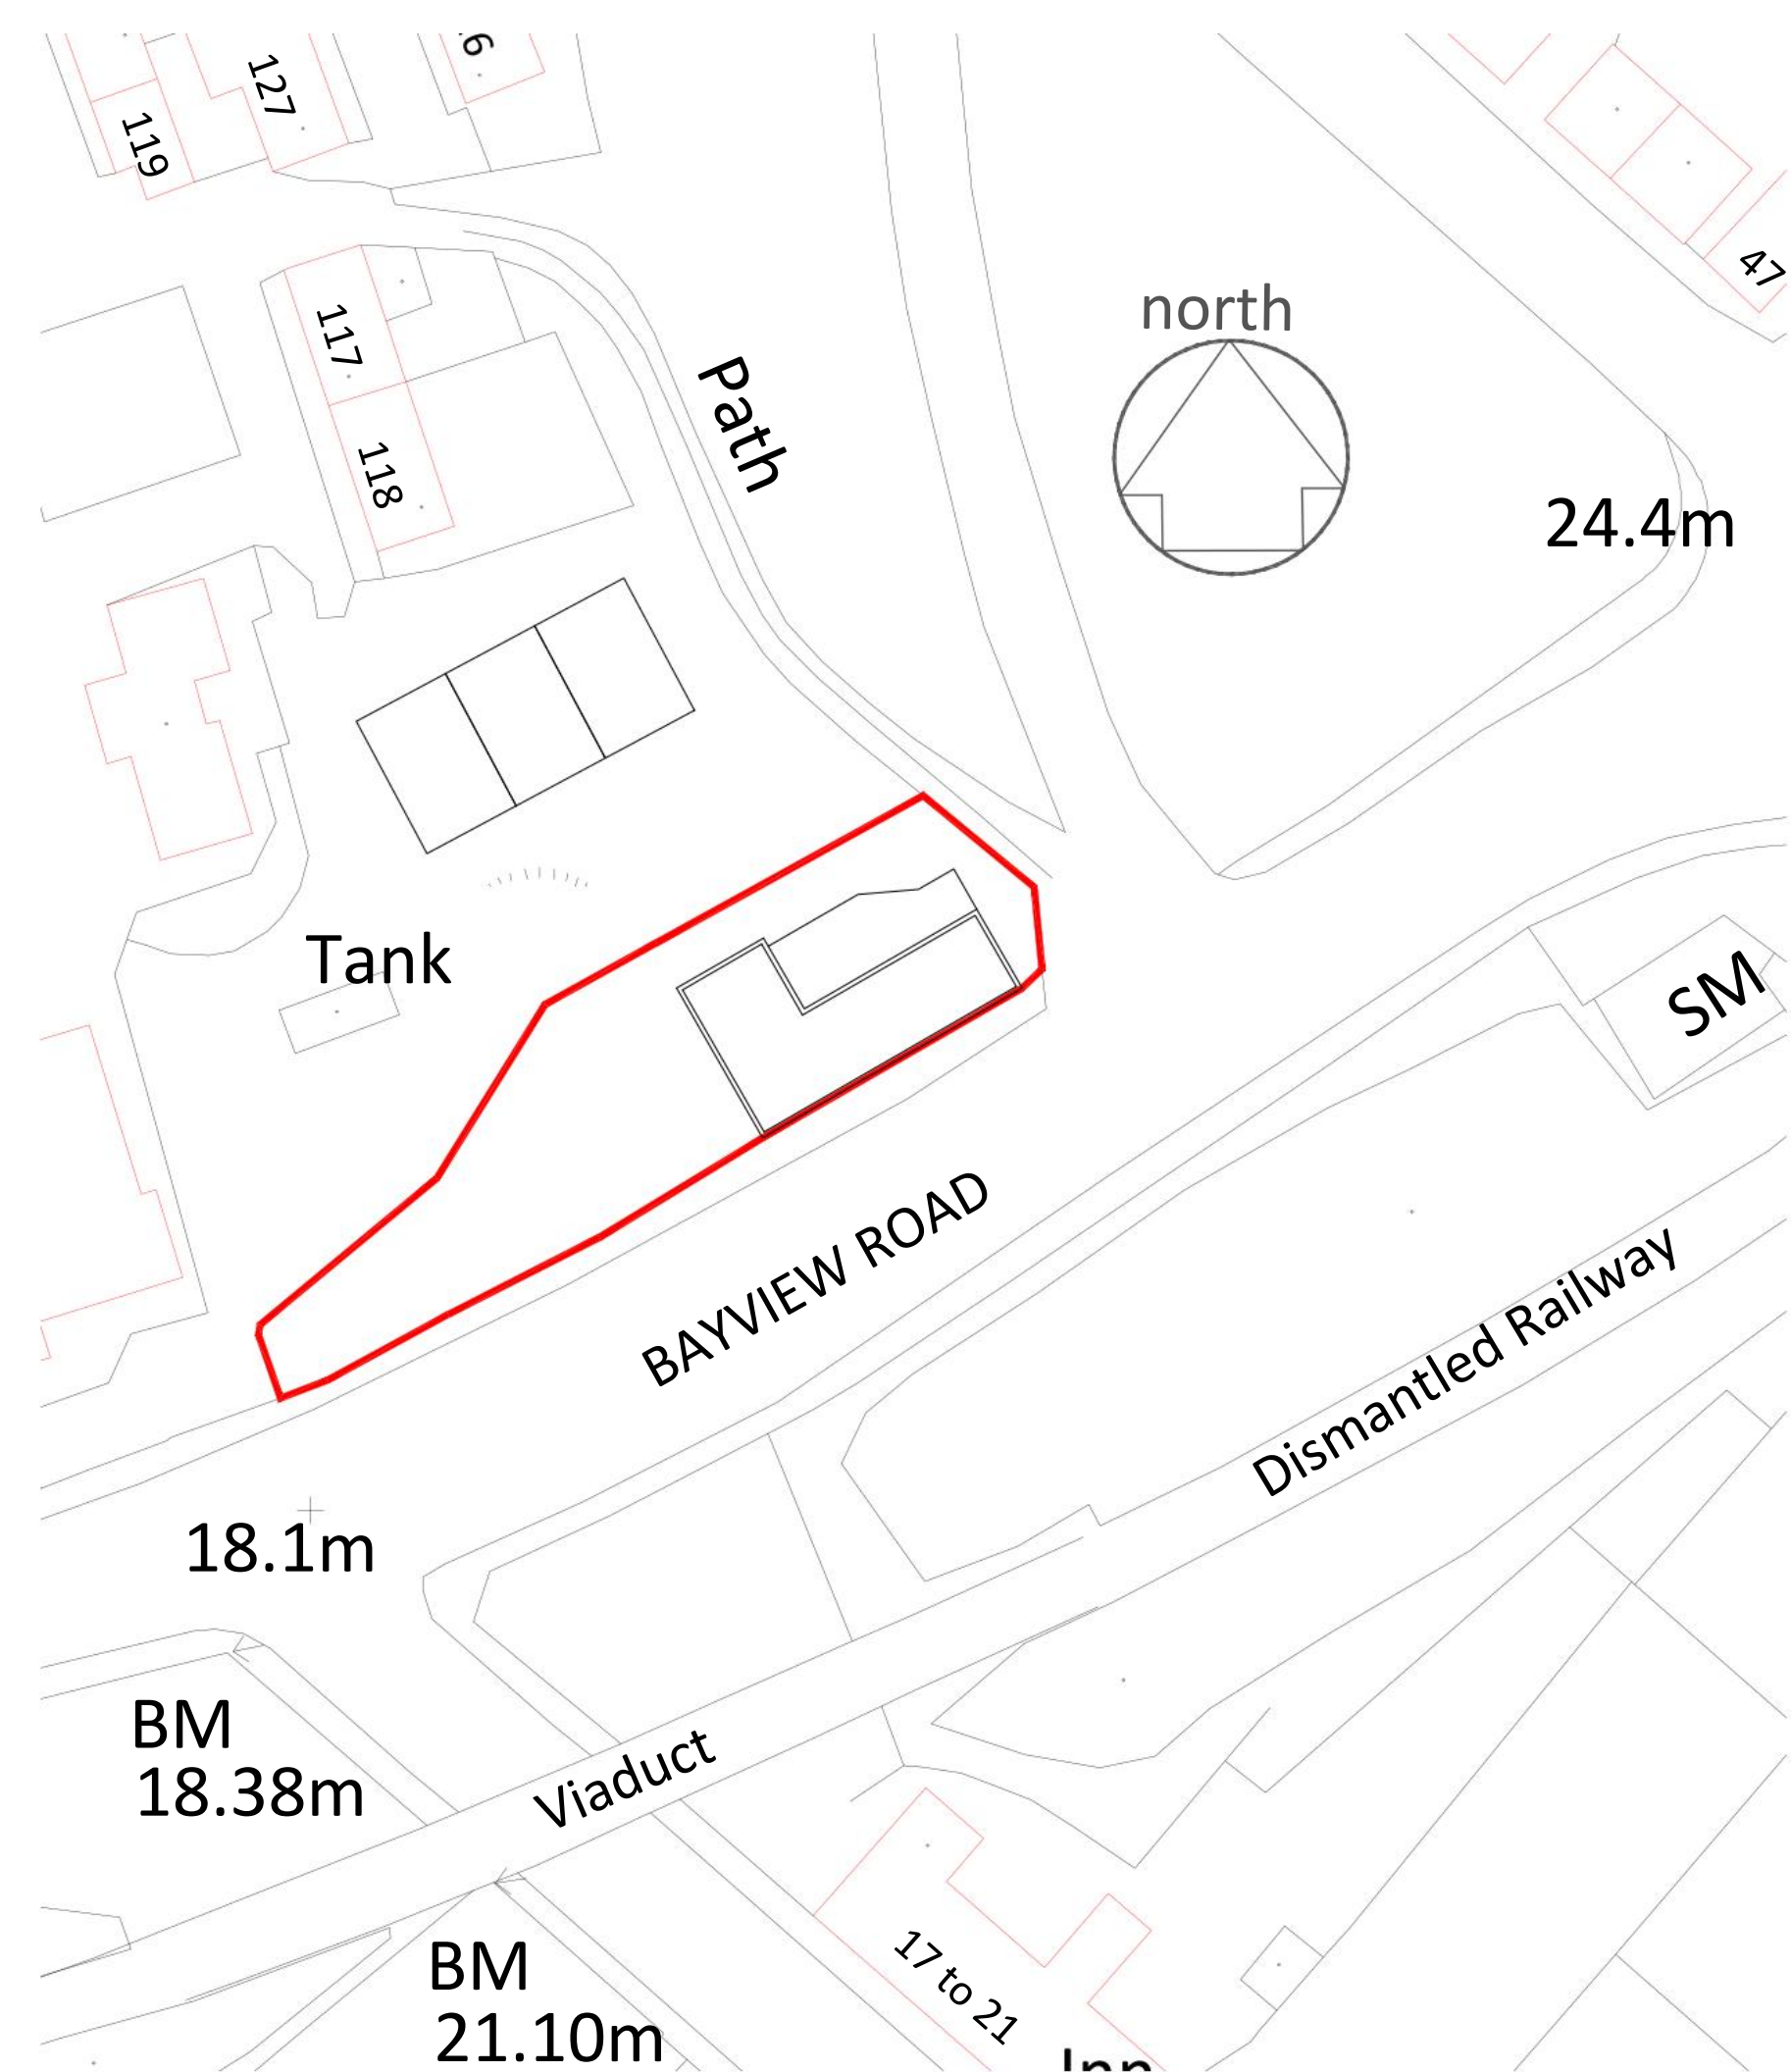 6
127
119
47
north
117
Path
118
24.4m
Tank
SM
BAYVIEW ROAD
Dismantled Railway
18.1m
BM
18.38m
Viaduct
17 to 21
BM
21.10m
Inn